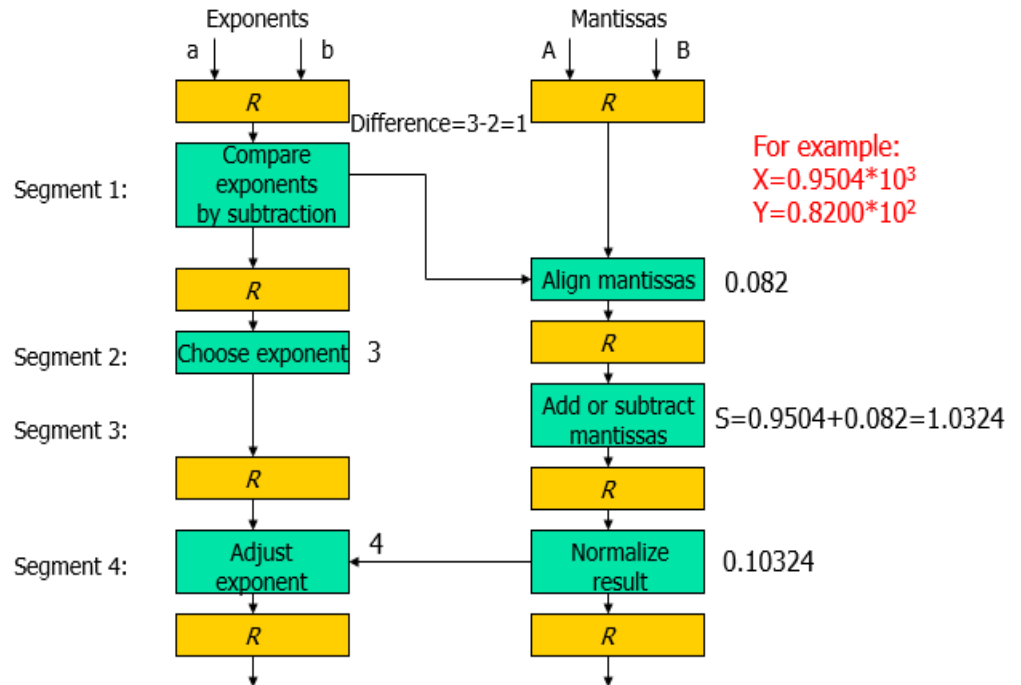 Exponents
Mantissas
a
b
A
B
R
R
Difference=3-2=1
For example:
X=0.9504*10³
Y=0.8200*10²
Segment 1:
Compare
exponents
by subtraction
R
Align mantissas
0.082
Segment 2:
Choose exponent
3
R
Segment 3:
Add or subtract
mantissas
S=0.9504+0.082=1.0324
R
R
Segment 4:
Adjust
exponent
4
Normalize
result
0.10324
R
R